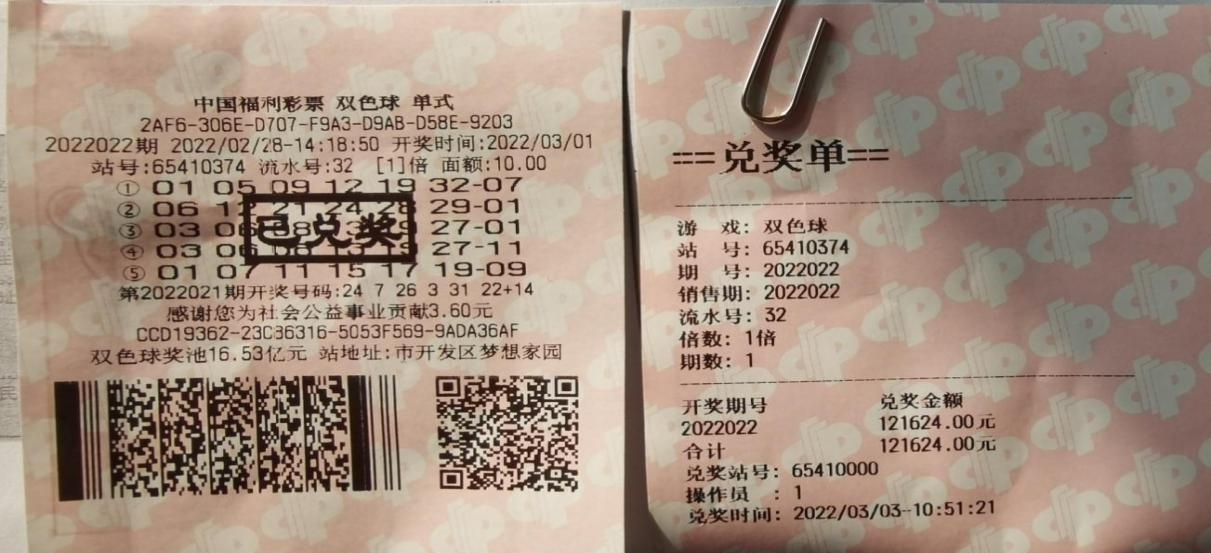 中国福利彩票 双色球 单式
2AF6-306E-D707-F9A3-D9AB-D58E-9203
2022022期 2022/02/28-14:18:50 开奖时间:2022/03/01
站号:65410374 流水号:32 [1]倍 面额:10.00
① 01 05 09 12 19 32-07
② 06 12 21 24 28 29-01
③ 03 06 27-01
④ 03 27-11
⑤ 01 07 11 15 17 19-09
已兑奖
第2022021期开奖号码:24 7 26 3 31 22+14
感谢您为社会公益事业贡献3.60元
CCD19362-23C86316-5053F569-9ADA36AF
双色球奖池16.53亿元 站地址:市开发区梦想家园
==兑奖单==
游 戏: 双色球
站 号: 65410374
期 号: 2022022
销售期: 2022022
流水号: 32
倍数: 1倍
期数: 1
开奖期号 兑奖金额
2022022 121624.00元
合计 121624.00元
兑奖站号: 65410000
操作员 : 1
兑奖时间: 2022/03/03-10:51:21